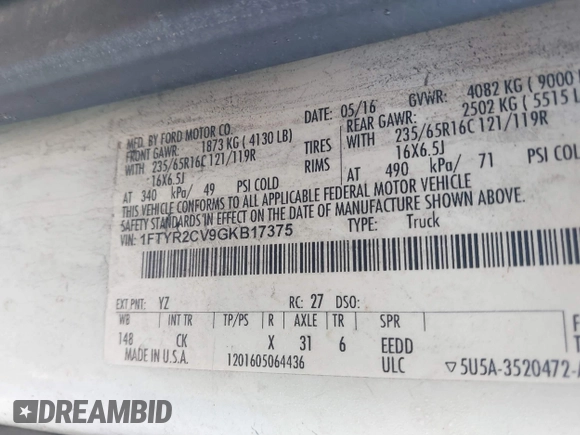 MFD. BY FORD MOTOR CO.
DATE: 05/16 GVWR: 4082 KG ( 9000
FRONT GAWR: 1873 KG ( 4130 LB)
REAR GAWR: 2502 KG ( 5515 L
WITH 235/65R16C 121/119R TIRES WITH 235/65R16C 121/119R
16X6.5J RIMS 16X6.5J
AT 340 kPa/ 49 PSI COLD AT 490 kPa/ 71 PSI COL
THIS VEHICLE CONFORMS TO ALL APPLICABLE FEDERAL MOTOR VEHICLE
SAFETY STANDARDS IN EFFECT ON THE DATE OF MANUFACTURE SHOWN ABOVE.
VIN: 1FTYR2CV9GKB17375 TYPE: Truck
EXT PNT: YZ RC: 27 DSO:
WB INT TR TP/PS R AXLE TR SPR
148 CK X 31 6 EEDD
MADE IN U.S.A. 1201605064436 ULC ▽5U5A-3520472-
DREAMBID